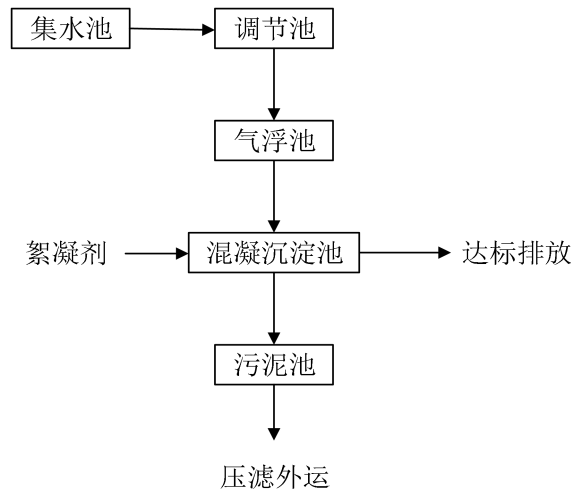 集水池
调节池
气浮池
絮凝剂
混凝沉淀池
达标排放
污泥池
压滤外运